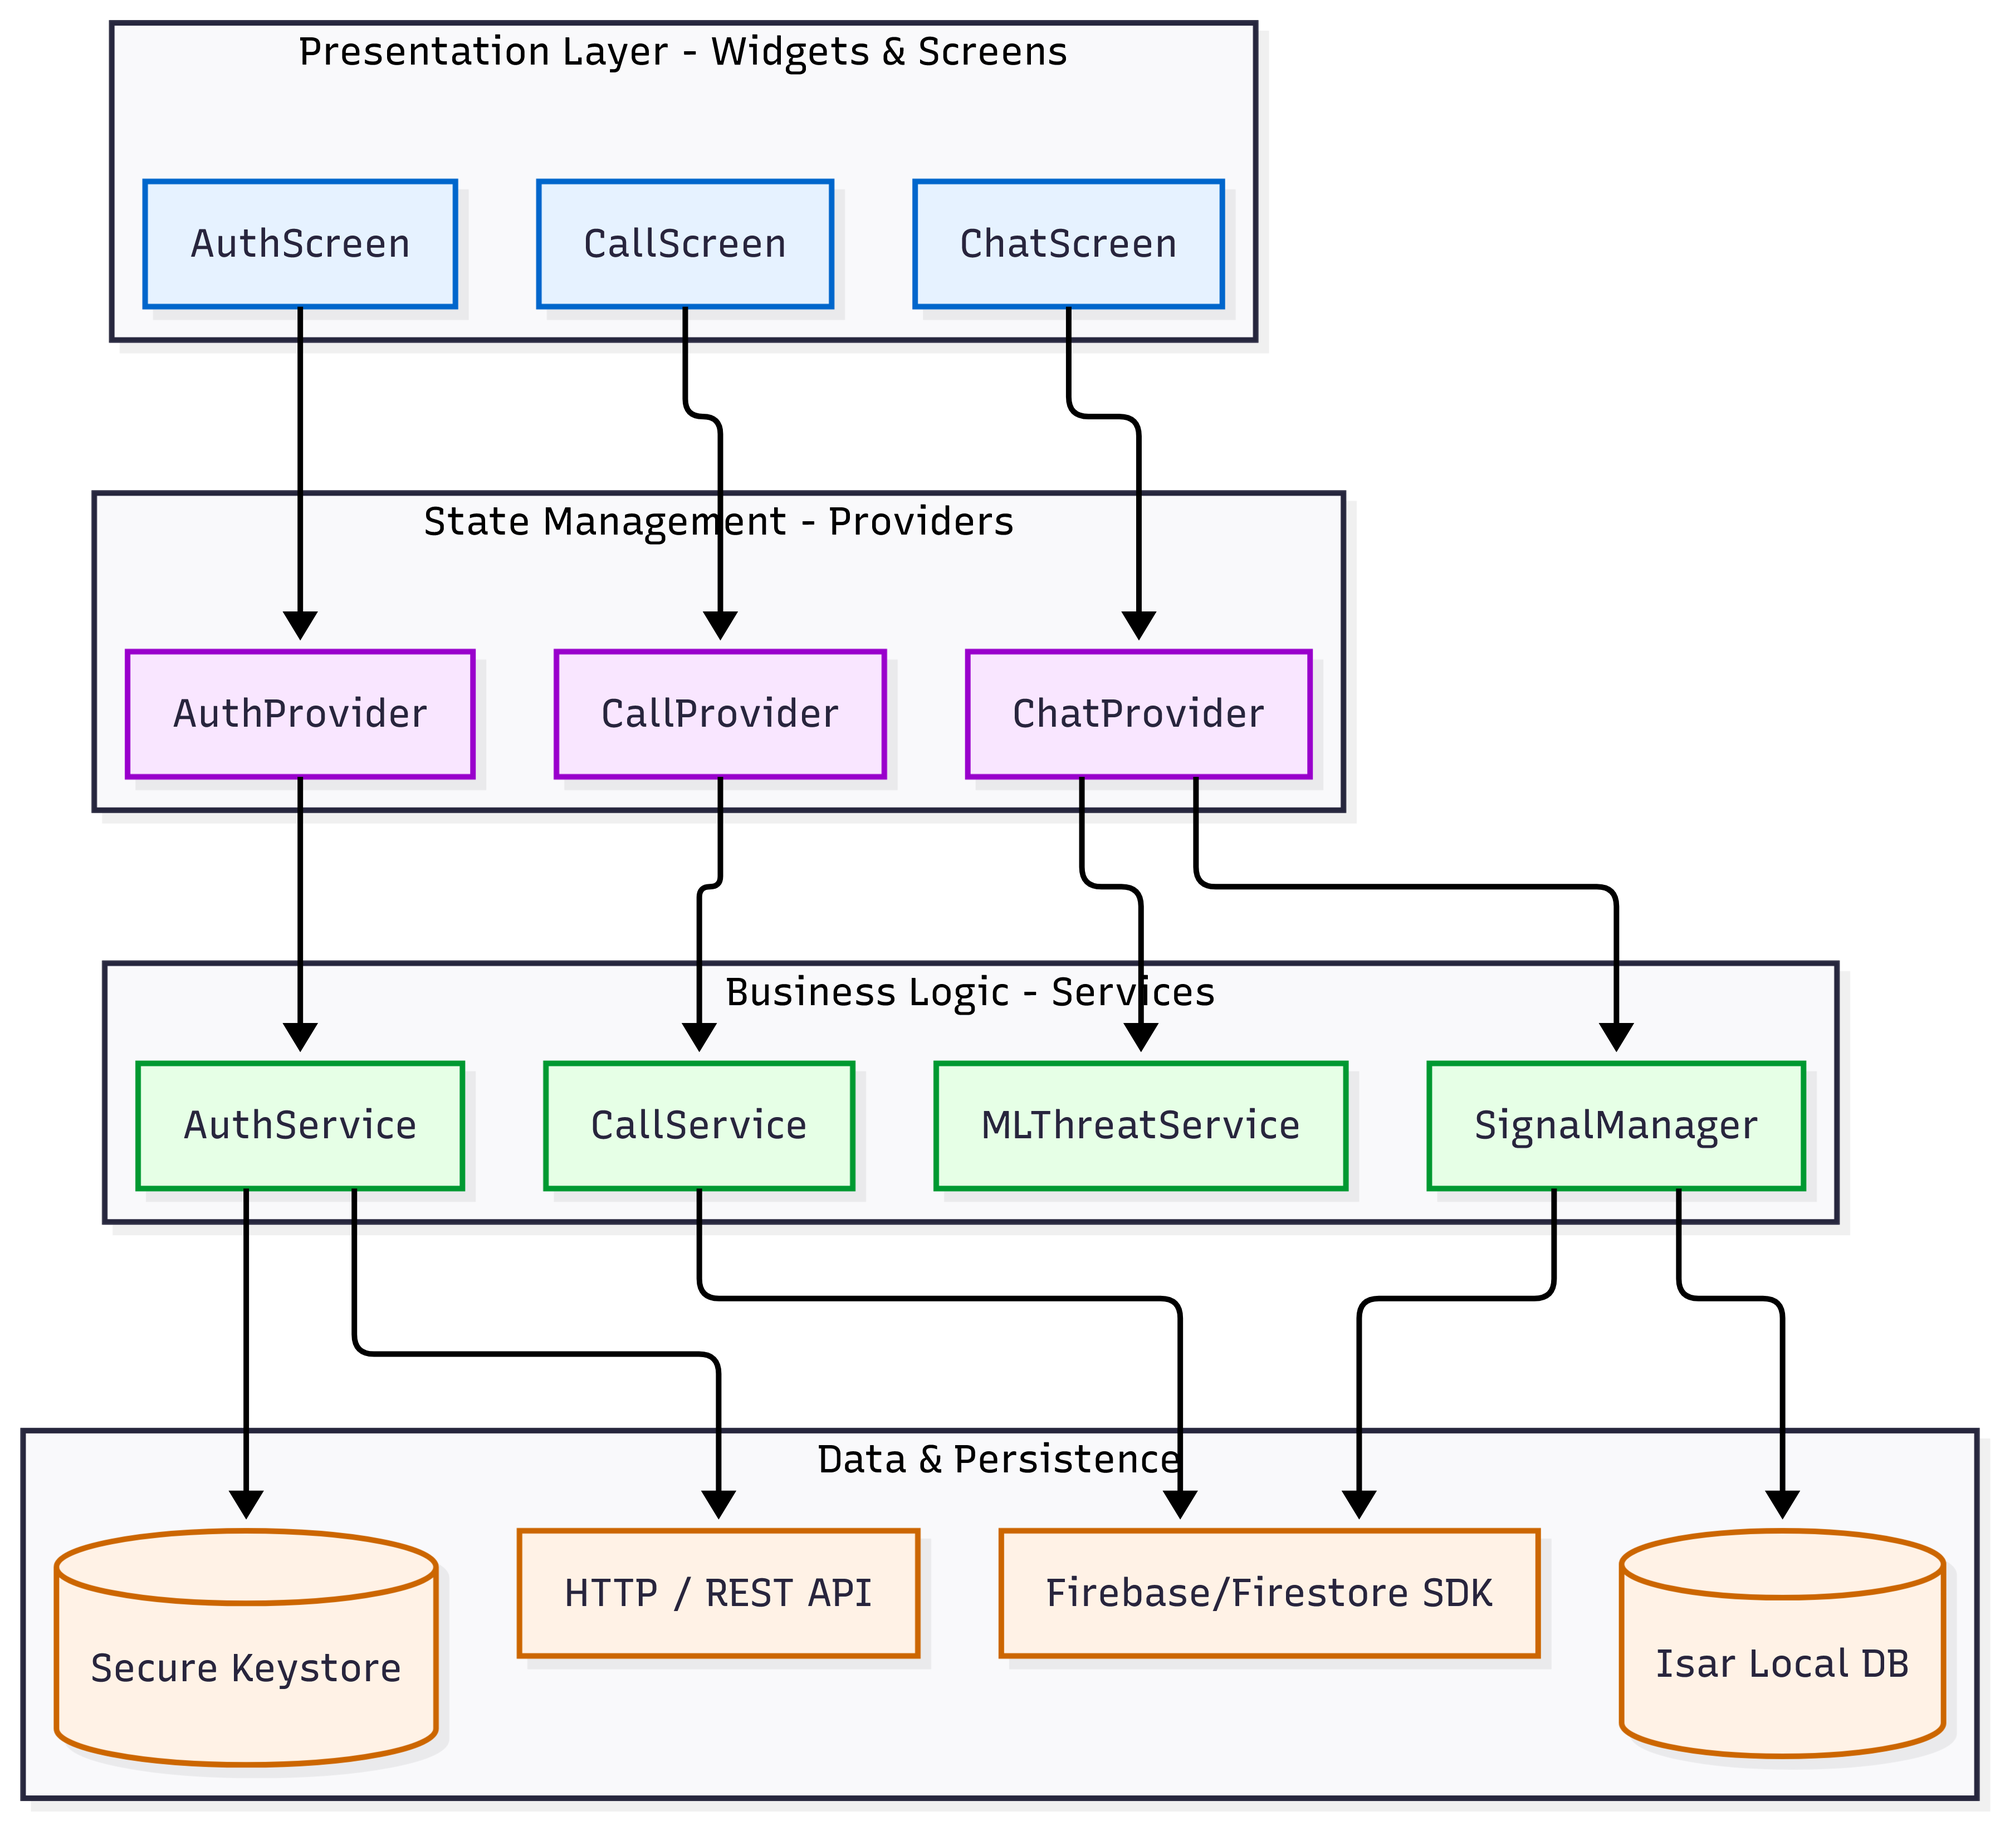 Presentation Layer - Widgets & Screens
AuthScreen
CallScreen
ChatScreen
State Management - Providers
AuthProvider
CallProvider
ChatProvider
Business Logic - Services
AuthService
CallService
MLThreatService
SignalManager
Data & Persistence
Secure Keystore
HTTP / REST API
Firebase/Firestore SDK
Isar Local DB